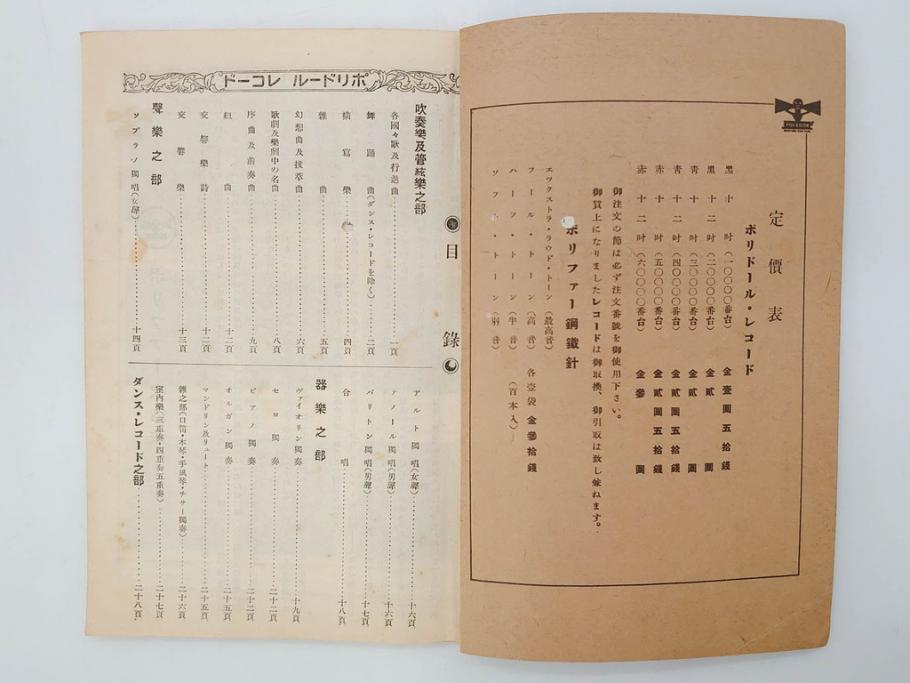 定價表
ポリドール・レコード
黑 十 吋 (一〇〇〇〇番台) 金壹圓五拾錢
黑 十二吋 (二〇〇〇〇番台) 金貳圓
青 十 吋 (三〇〇〇〇番台) 金貳圓
青 十二吋 (四〇〇〇〇番台) 金貳圓五拾錢
赤 十 吋 (五〇〇〇〇番台) 金貳圓五拾錢
赤 十二吋 (六〇〇〇〇番台) 金參圓
御注文の節は必ず注文番號を御使用下さい。
御買上になりましたレコードは御取換、御引取は致し兼ねます。
ポリファー鋼鐵針
エツクストラ・ラウド・トーン (最高音)
フール・トーン (高音)
ハーフ・トーン (半音)
ソフト・トーン (弱音)
各壹袋 金參拾錢
(百本入)
ポリドール レコード
目錄
吹奏樂及管絃樂之部
各國々歌及行進曲 一頁
舞踊曲(ダンス・レコードを除く) 二頁
描寫樂 四頁
雜曲 五頁
幻想曲及拔萃曲 六頁
歌劇及樂劇中の名曲 八頁
序曲及前奏曲 九頁
組曲 十二頁
交響樂詩 十二頁
交響樂 十三頁
聲樂之部
ソプラノ獨唱(女聲) 十四頁
アルト獨唱(女聲) 十六頁
テノール獨唱(男聲) 十六頁
バリトン獨唱(男聲) 十七頁
合唱 十八頁
器樂之部
ヴァイオリン獨奏 十九頁
セロ獨奏 二十二頁
ピアノ獨奏 二十二頁
オルガン獨奏 二十五頁
マンドリン及リュート 二十五頁
雜之部(口笛・木琴・手風琴・チサー獨奏) 二十六頁
室內樂(三重奏・四重奏五重奏) 二十七頁
ダンス・レコード之部 二十八頁